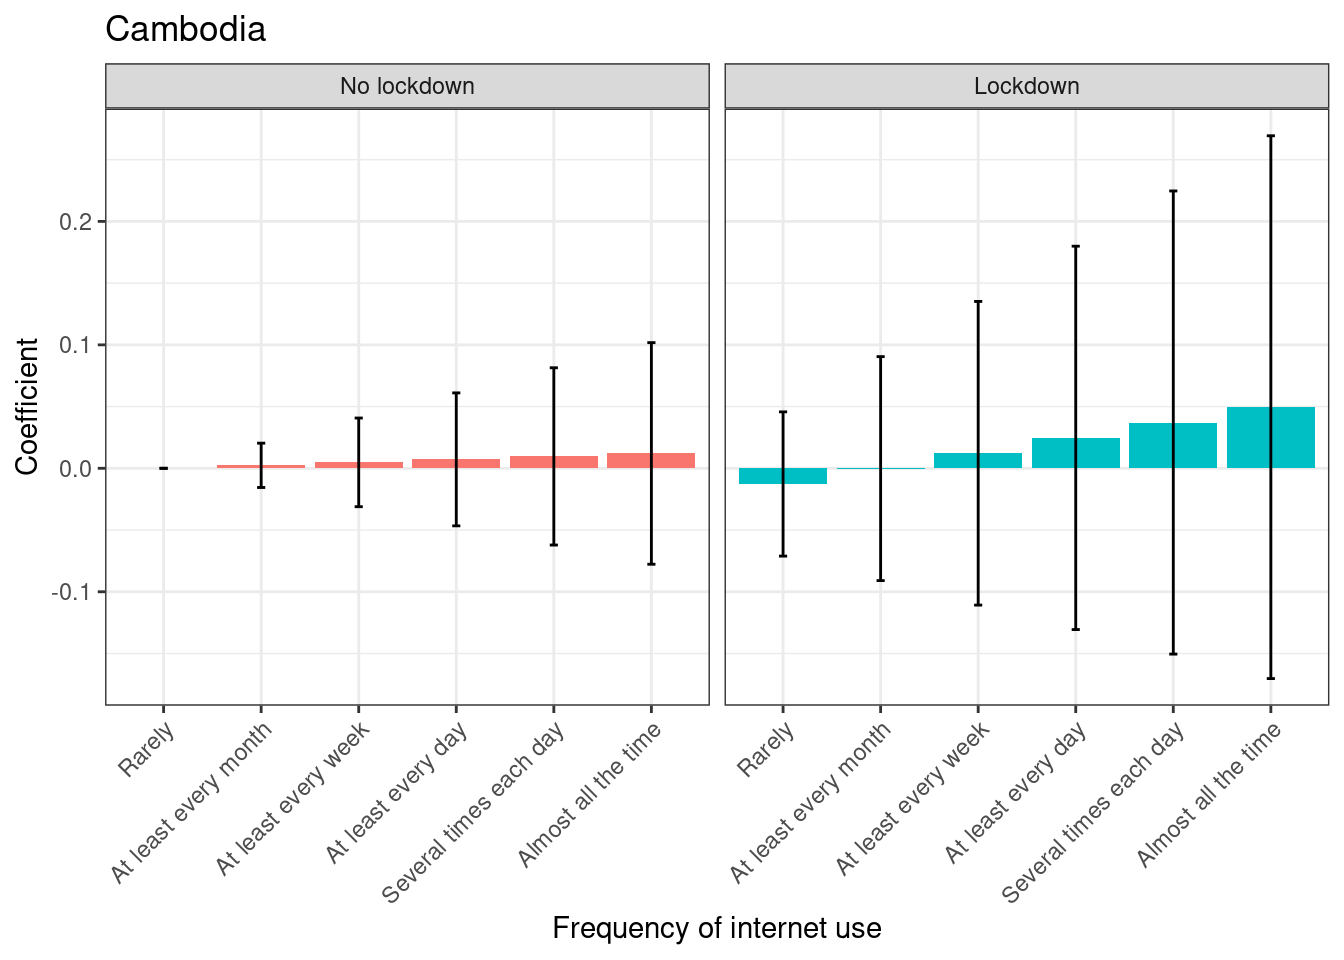 Cambodia
No lockdown
Lockdown
Coefficient
0.2
0.1
0.0
-0.1
Rarely
At least every month
At least every week
At least every day
Several times each day
Almost all the time
Rarely
At least every month
At least every week
At least every day
Several times each day
Almost all the time
Frequency of internet use